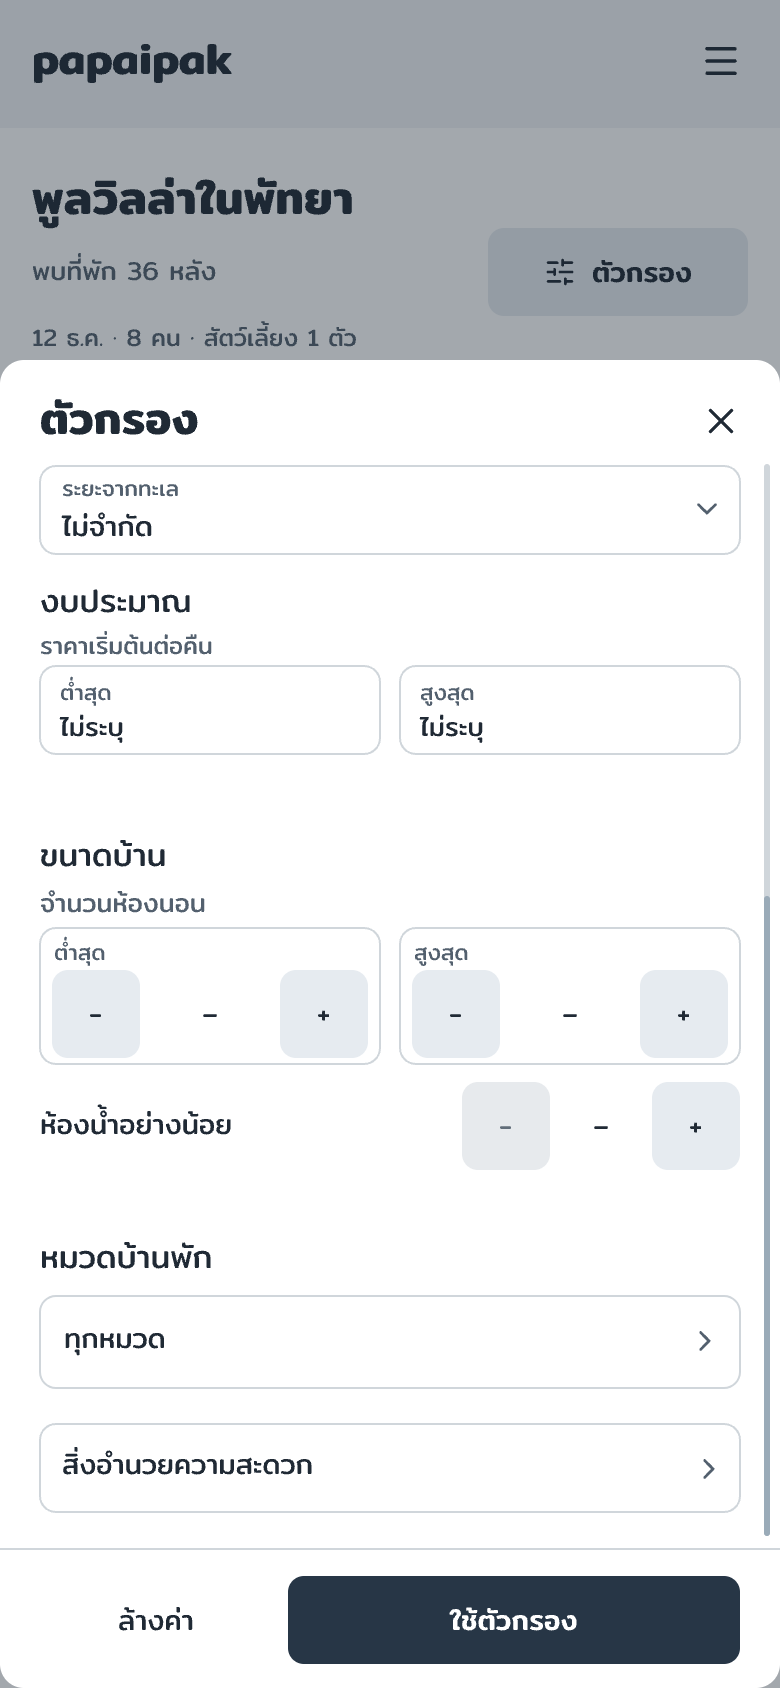 papaipak
พูลวิลล่าในพัทยา
พบที่พัก 36 หลัง
ตัวกรอง
12 ธ.ค. · 8 คน · สัตว์เลี้ยง 1 ตัว
ตัวกรอง
ระยะจากทะเล
ไม่จำกัด
งบประมาณ
ราคาเริ่มต้นต่อคืน
ต่ำสุด
ไม่ระบุ
สูงสุด
ไม่ระบุ
ขนาดบ้าน
จำนวนห้องนอน
ต่ำสุด
- – +
สูงสุด
- – +
ห้องน้ำอย่างน้อย - – +
หมวดบ้านพัก
ทุกหมวด
สิ่งอำนวยความสะดวก
ล้างค่า
ใช้ตัวกรอง